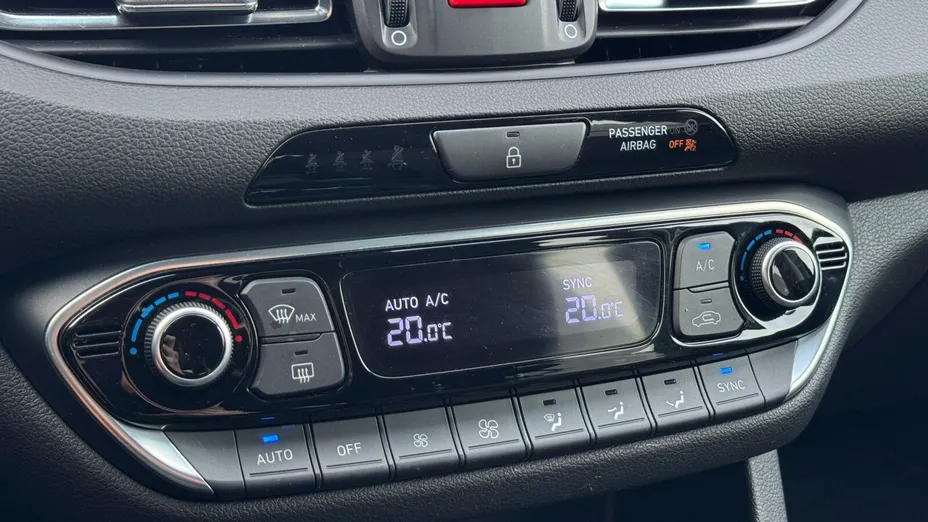 PASSENGER ON
AIRBAG OFF
A/C
SYNC
AUTO A/C
MAX
20.0°C
20.0°C
AUTO
OFF
SYNC